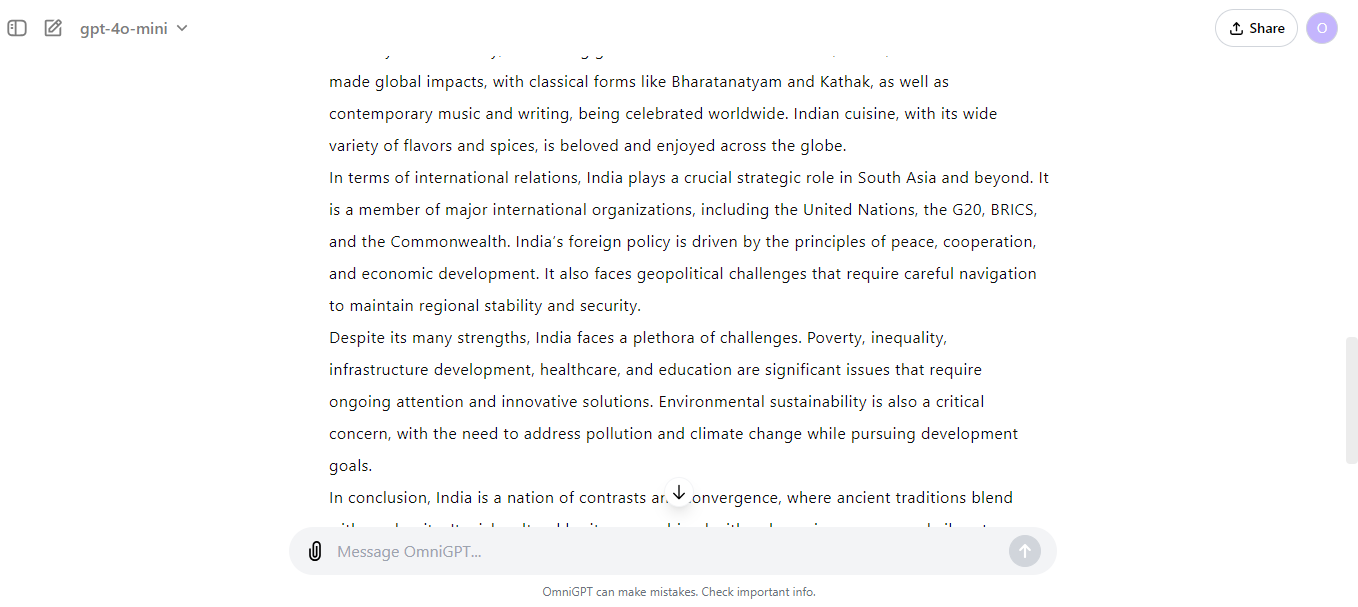 gpt-4o-mini
Share
O
made global impacts, with classical forms like Bharatanatyam and Kathak, as well as
contemporary music and writing, being celebrated worldwide. Indian cuisine, with its wide
variety of flavors and spices, is beloved and enjoyed across the globe.
In terms of international relations, India plays a crucial strategic role in South Asia and beyond. It
is a member of major international organizations, including the United Nations, the G20, BRICS,
and the Commonwealth. India's foreign policy is driven by the principles of peace, cooperation,
and economic development. It also faces geopolitical challenges that require careful navigation
to maintain regional stability and security.
Despite its many strengths, India faces a plethora of challenges. Poverty, inequality,
infrastructure development, healthcare, and education are significant issues that require
ongoing attention and innovative solutions. Environmental sustainability is also a critical
concern, with the need to address pollution and climate change while pursuing development
goals.
In conclusion, India is a nation of contrasts where ancient traditions blend
Message OmniGPT...
OmniGPT can make mistakes. Check important info.